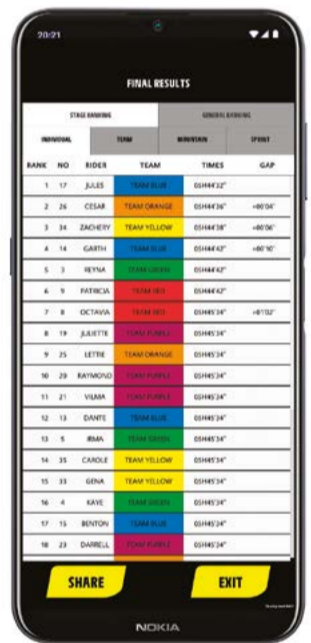 20:21
FINAL RESULTS
STAGE RANKING GENERAL RANKING
INDIVIDUAL TEAM MOUNTAIN SPRINT
RANK NO RIDER TEAM TIMES GAP
1 17 JULES TEAM BLUE 05H44'32"
2 26 CESAR TEAM ORANGE 05H44'36" +00'04"
3 34 ZACHERY TEAM YELLOW 05H44'38" +00'06"
4 14 GARTH TEAM BLUE 05H44'42" +00'10"
5 3 REYNA TEAM GREEN 05H44'42"
6 9 PATRICIA TEAM RED 05H44'42"
7 8 OCTAVIA TEAM RED 05H45'34" +01'02"
8 19 JULIETTE TEAM PURPLE 05H45'34"
9 25 LETTIE TEAM ORANGE 05H45'34"
10 20 RAYMOND TEAM PURPLE 05H45'34"
11 21 VILMA TEAM PURPLE 05H45'34"
12 13 DANTE TEAM BLUE 05H45'34"
13 5 IRMA TEAM GREEN 05H45'34"
14 35 CAROLE TEAM YELLOW 05H45'34"
15 33 GENA TEAM YELLOW 05H45'34"
16 4 KAYE TEAM GREEN 05H45'34"
17 15 BENTON TEAM BLUE 05H45'34"
18 23 DARRELL TEAM PURPLE 05H45'34"
SHARE EXIT
NOKIA